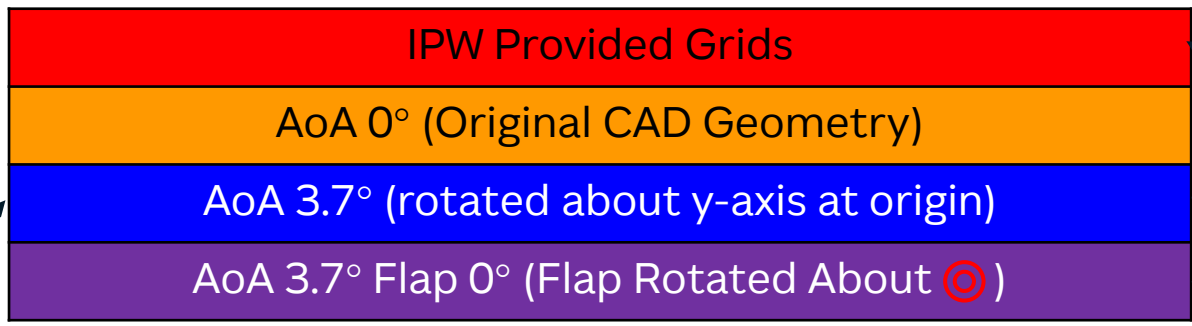 IPW Provided Grids
AoA 0° (Original CAD Geometry)
AoA 3.7° (rotated about y-axis at origin)
AoA 3.7° Flap 0° (Flap Rotated About ◎)